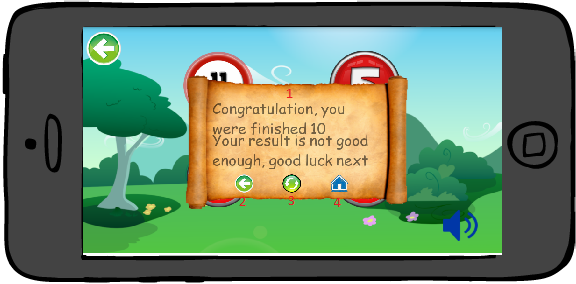 1
Congratulation, you
were finished 10
Your result is not good
enough, good luck next
2 3 4